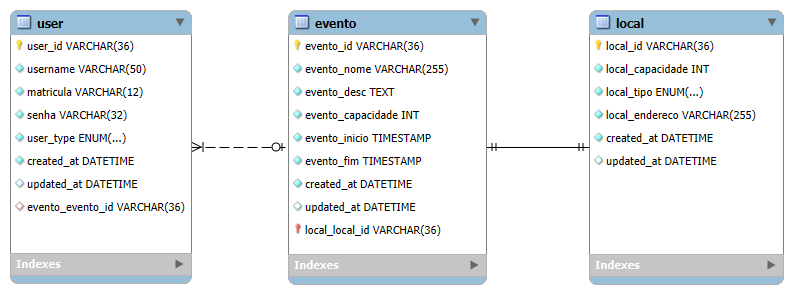 user
user_id VARCHAR(36)
username VARCHAR(50)
matricula VARCHAR(12)
senha VARCHAR(32)
user_type ENUM(...)
created_at DATETIME
updated_at DATETIME
evento_evento_id VARCHAR(36)
Indexes
evento
evento_id VARCHAR(36)
evento_nome VARCHAR(255)
evento_desc TEXT
evento_capacidade INT
evento_inicio TIMESTAMP
evento_fim TIMESTAMP
created_at DATETIME
updated_at DATETIME
local_local_id VARCHAR(36)
Indexes
local
local_id VARCHAR(36)
local_capacidade INT
local_tipo ENUM(...)
local_endereco VARCHAR(255)
created_at DATETIME
updated_at DATETIME
Indexes